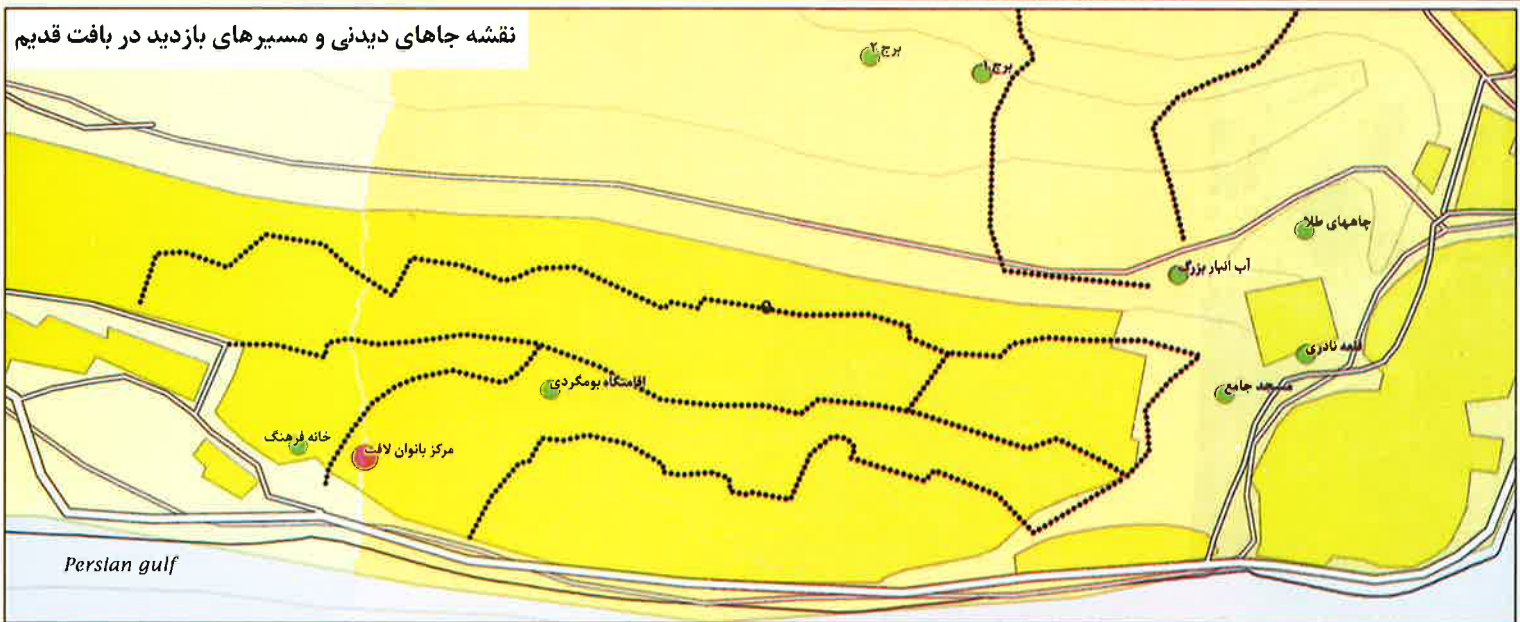 نقشه جاهای دیدنی و مسیرهای بازدید در بافت قدیم
برج ۲
برج ۱
چاههای طلا
آب انبار بزرگ
قلعه نادری
مسجد جامع
اقامتگاه بومگردی
خانه فرهنگ
مرکز بانوان لافت
Persian gulf